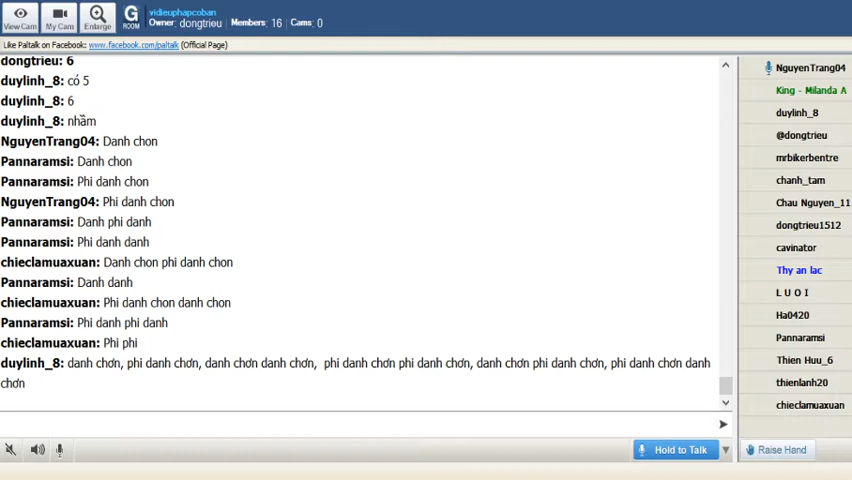 vidieuphapcoban
Owner: dongtrieu Members: 16 Cams: 0
View Cam
My Cam
Enlarge
G
ROOM
Like Paltalk on Facebook: www.facebook.com/paltalk (Official Page)
dongtrieu: 6
duylinh_8: có 5
duylinh_8: 6
duylinh_8: nhầm
NguyenTrang04: Danh chon
Pannaramsi: Danh chon
Pannaramsi: Phi danh chon
NguyenTrang04: Phi danh chon
Pannaramsi: Danh phi danh
Pannaramsi: Phi danh danh
chieclamuaxuan: Danh chon phi danh chon
Pannaramsi: Danh danh
chieclamuaxuan: Phi danh chon danh chon
Pannaramsi: Phi danh phi danh
chieclamuaxuan: Phi phi
duylinh_8: danh chơn, phi danh chơn, danh chơn danh chơn, phi danh chơn phi danh chơn, danh chơn phi danh chơn, phi danh chơn danh
chơn
NguyenTrang04
King - Milanda A
duylinh_8
@dongtrieu
mrbikerbentre
chanh_tam
Chau Nguyen_11
dongtrieu1512
cavinator
Thy an lac
L U O I
Ha0420
Pannaramsi
Thien Huu_6
thienlanh20
chieclamuaxuan
Hold to Talk
Raise Hand